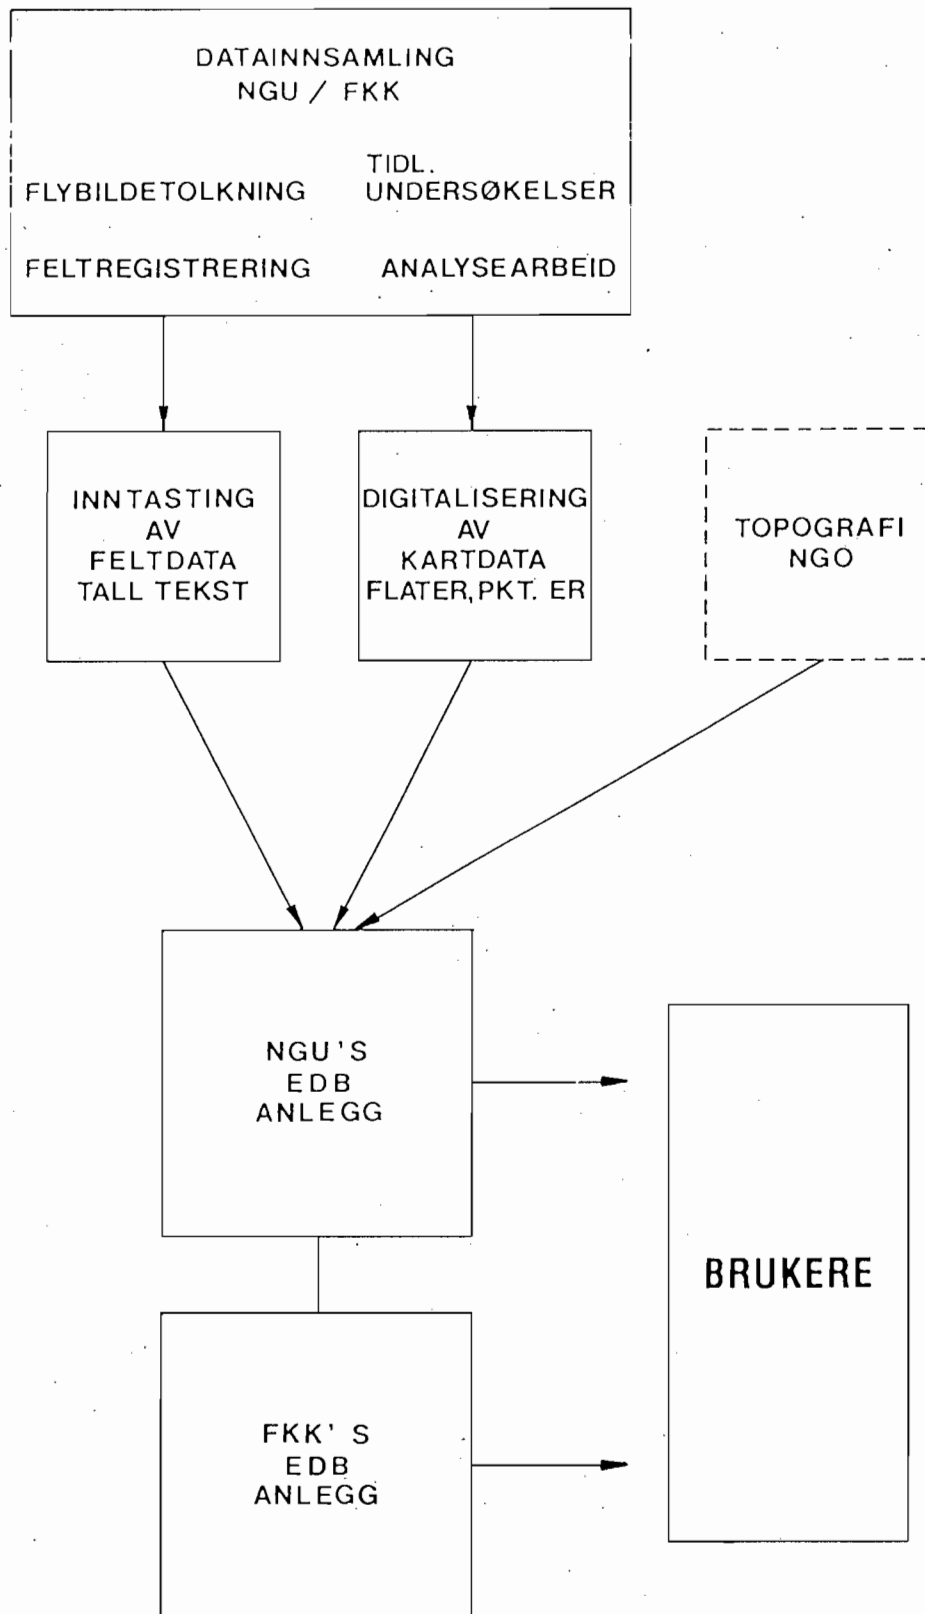 DATAINNSAMLING
NGU / FKK
FLYBILDETOLKNING
TIDL.
UNDERSØKELSER
FELTREGISTRERING
ANALYSEARBEID
INNTASTING
AV
FELTDATA
TALL TEKST
DIGITALISERING
AV
KARTDATA
FLATER, PKT. ER
TOPOGRAFI
NGO
NGU'S
EDB
ANLEGG
BRUKERE
FKK'S
EDB
ANLEGG